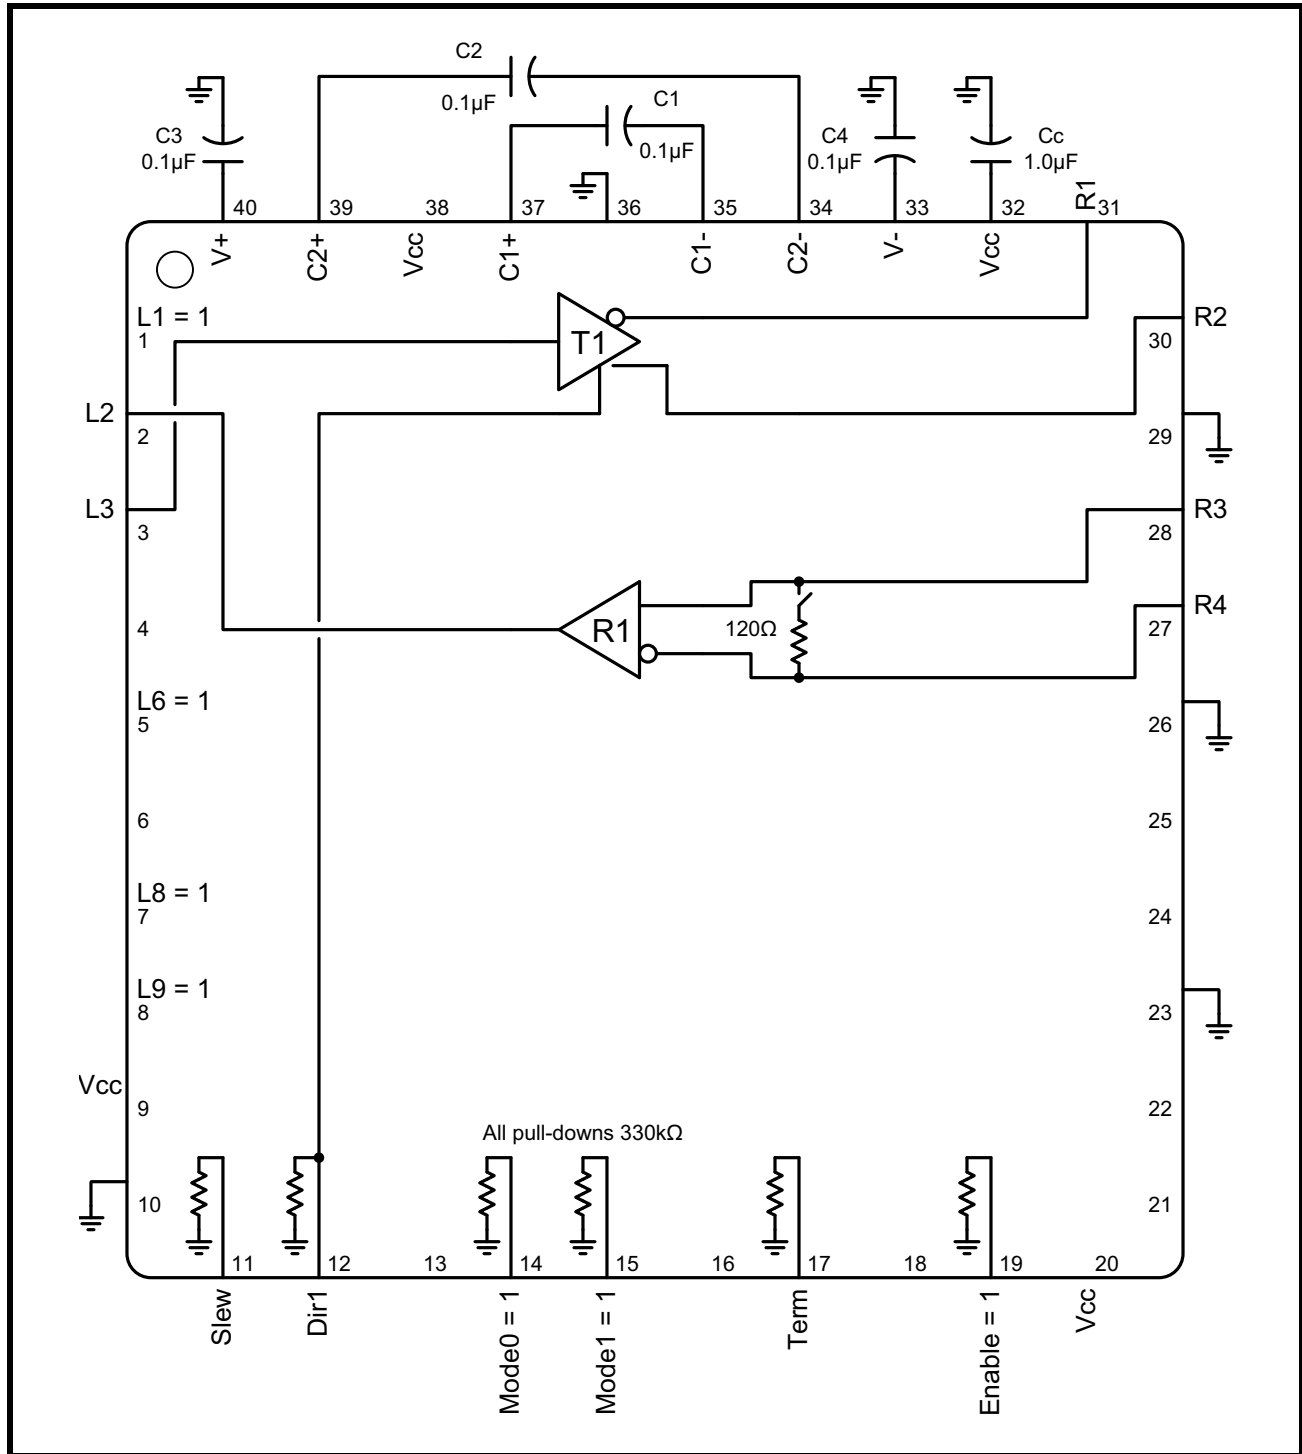 C2
0.1µF
C1
0.1µF
C3
0.1µF
C4
0.1µF
Cc
1.0µF
R1
40
39
38
37
36
35
34
33
32
31
V+
C2+
Vcc
C1+
C1-
C2-
V-
Vcc
L1 = 1
1
T1
R2
30
L2
2
29
L3
3
R3
28
4
R1
120Ω
R4
27
L6 = 1
5
26
6
25
L8 = 1
7
24
L9 = 1
8
23
Vcc
9
22
All pull-downs 330kΩ
10
21
11
12
13
14
15
16
17
18
19
20
Slew
Dir1
Mode0 = 1
Mode1 = 1
Term
Enable = 1
Vcc